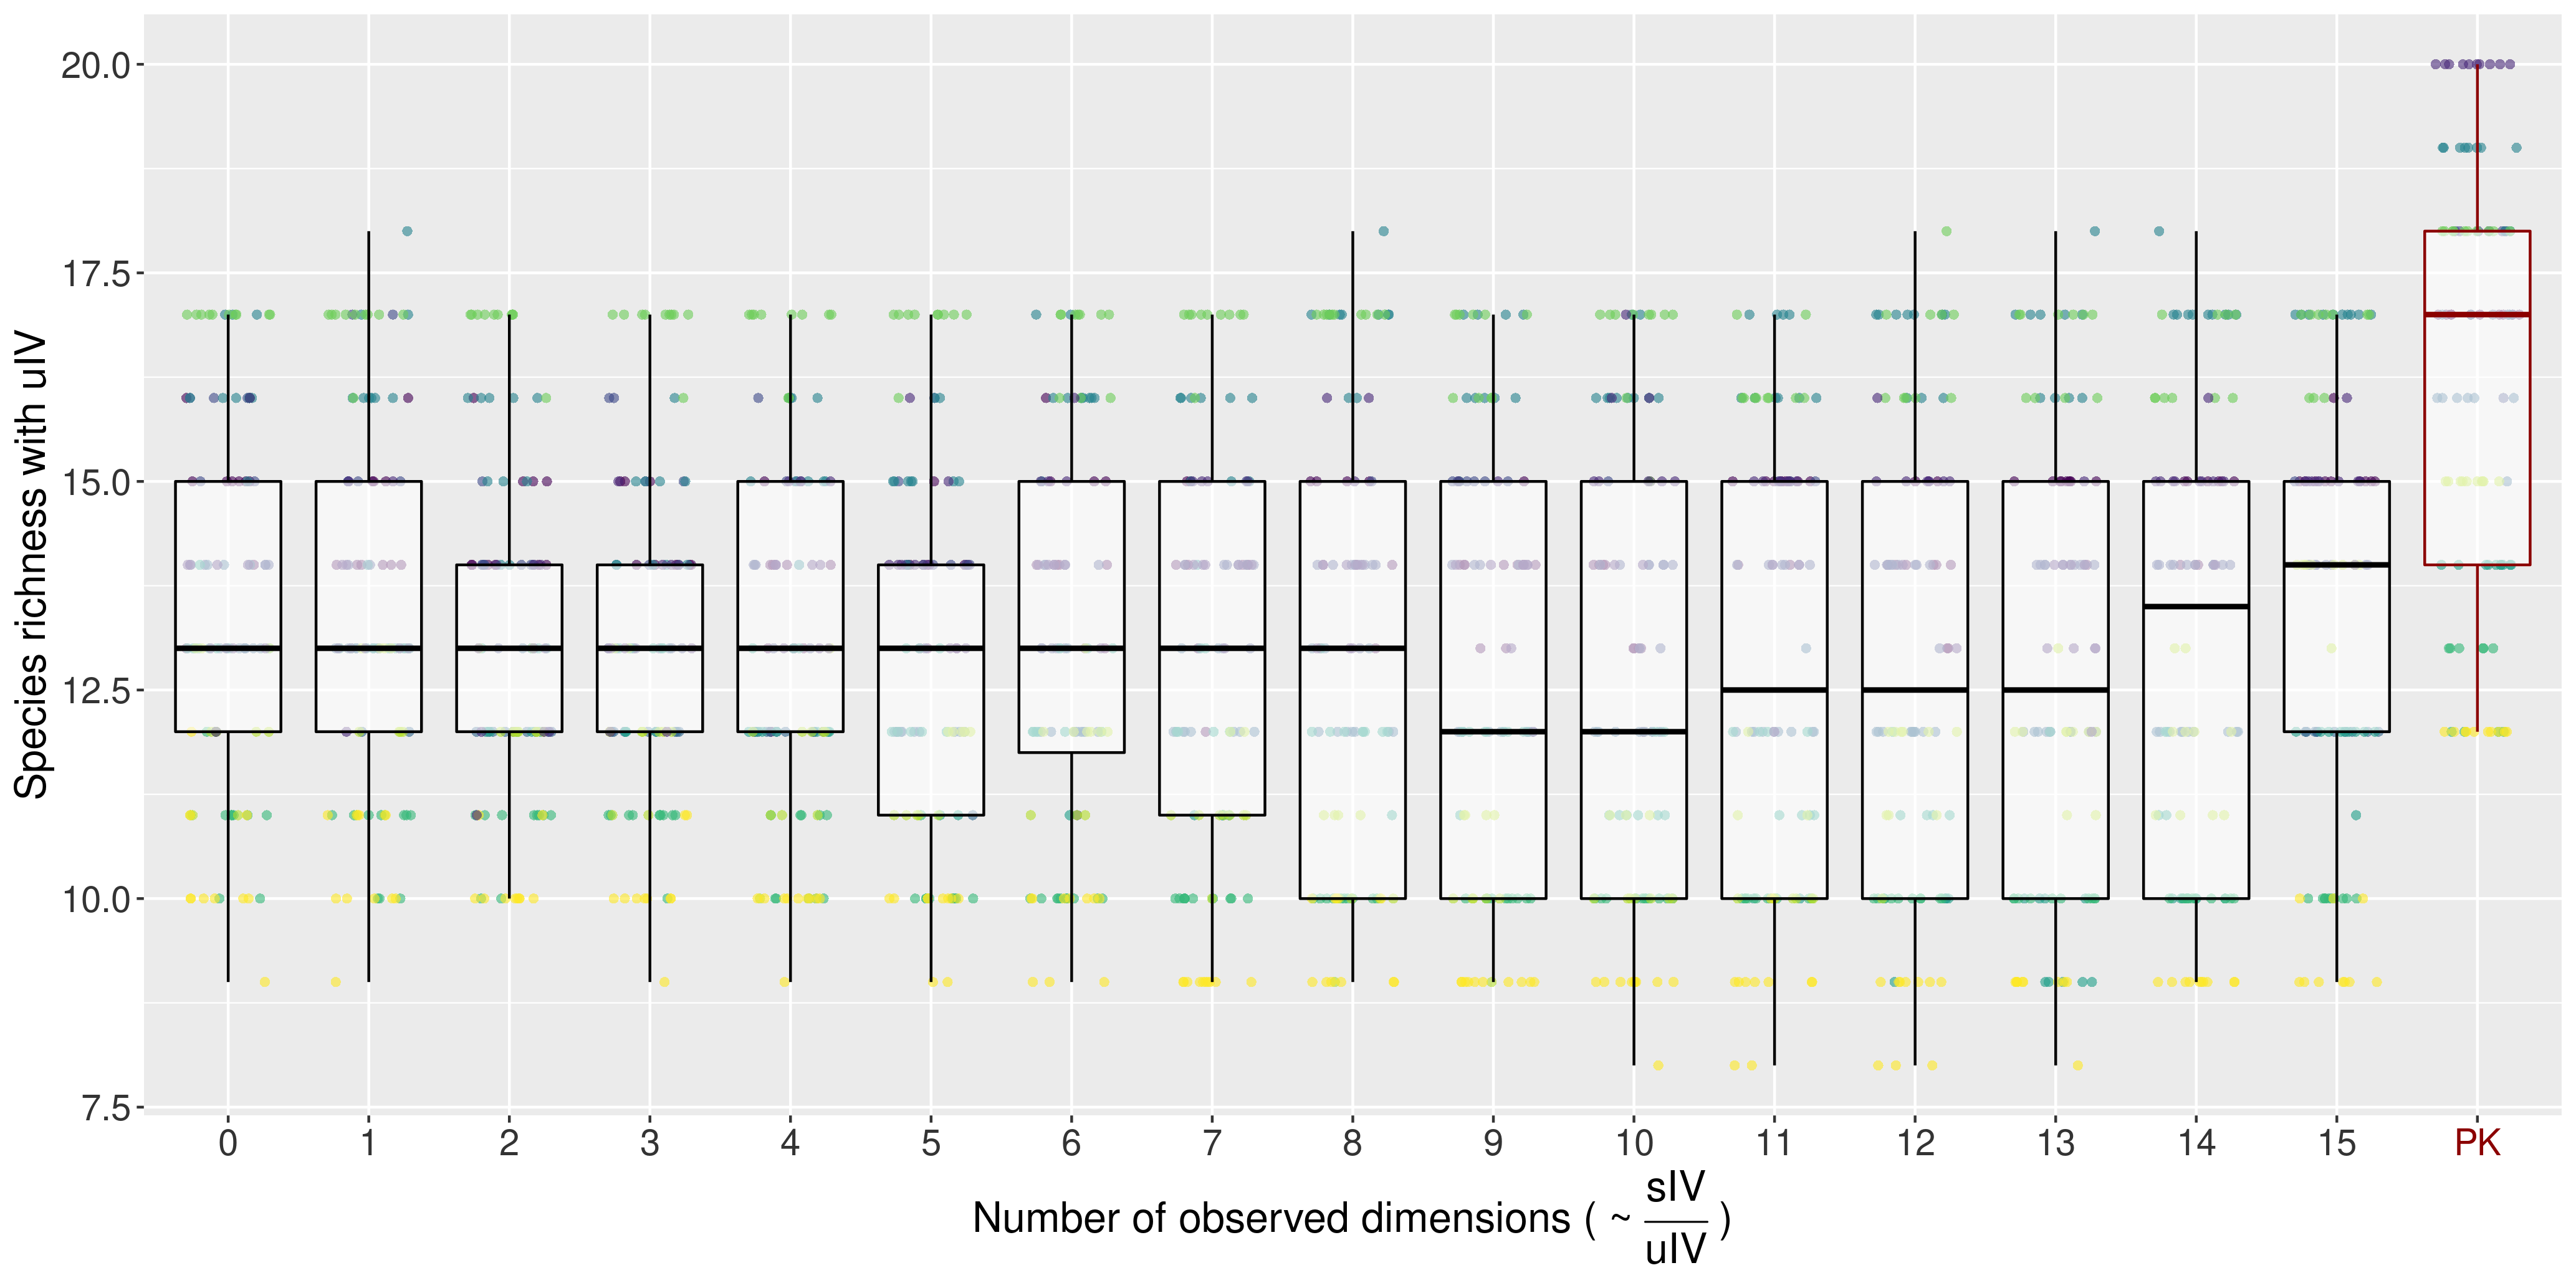 Species richness with uIV
20.0
17.5
15.0
12.5
10.0
7.5
0 1 2 3 4 5 6 7 8 9 10 11 12 13 14 15 PK
Number of observed dimensions ( ~ sIV / uIV )